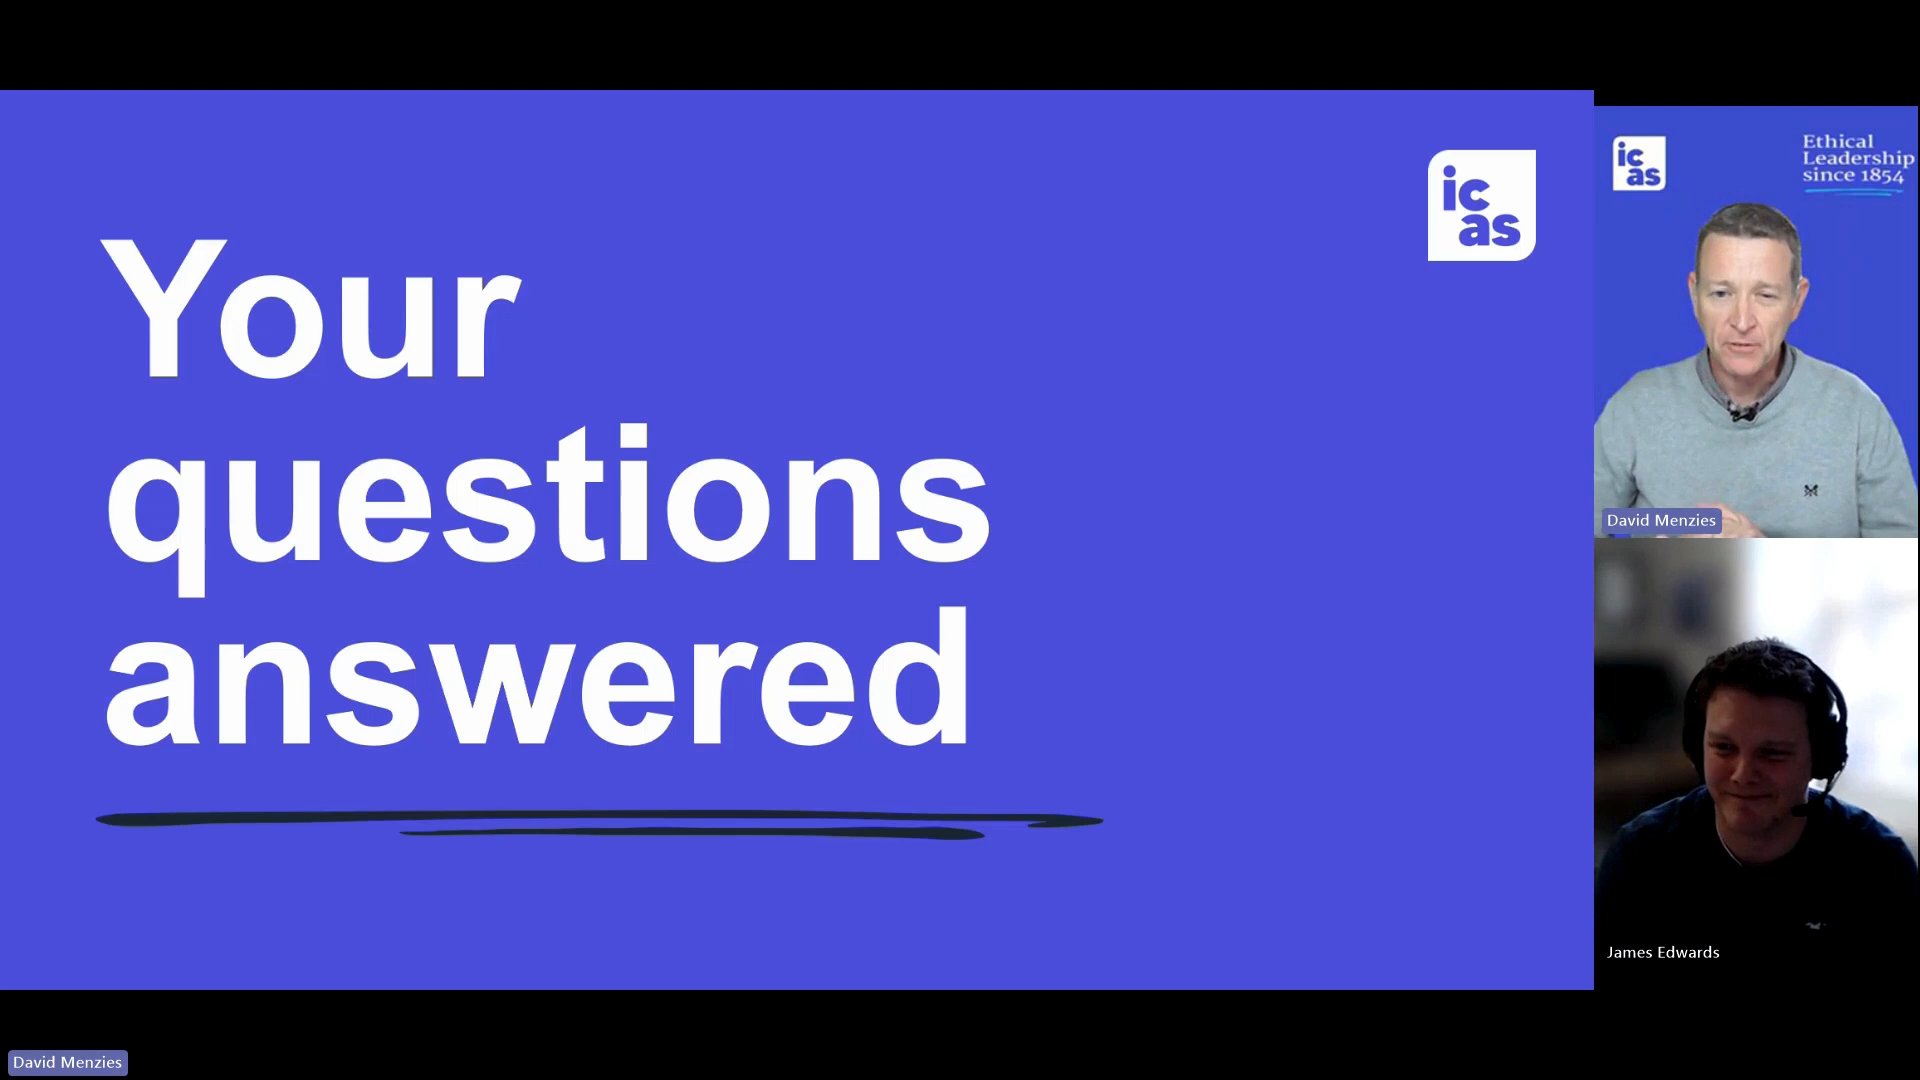 Your
questions
answered
ic
as
ic
as
Ethical
Leadership
since 1854
David Menzies
James Edwards
David Menzies